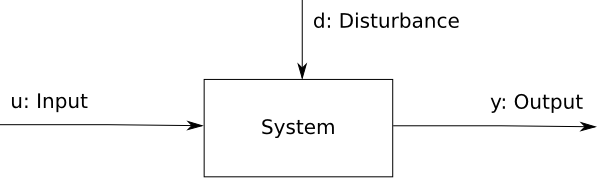 d: Disturbance
u: Input
y: Output
System